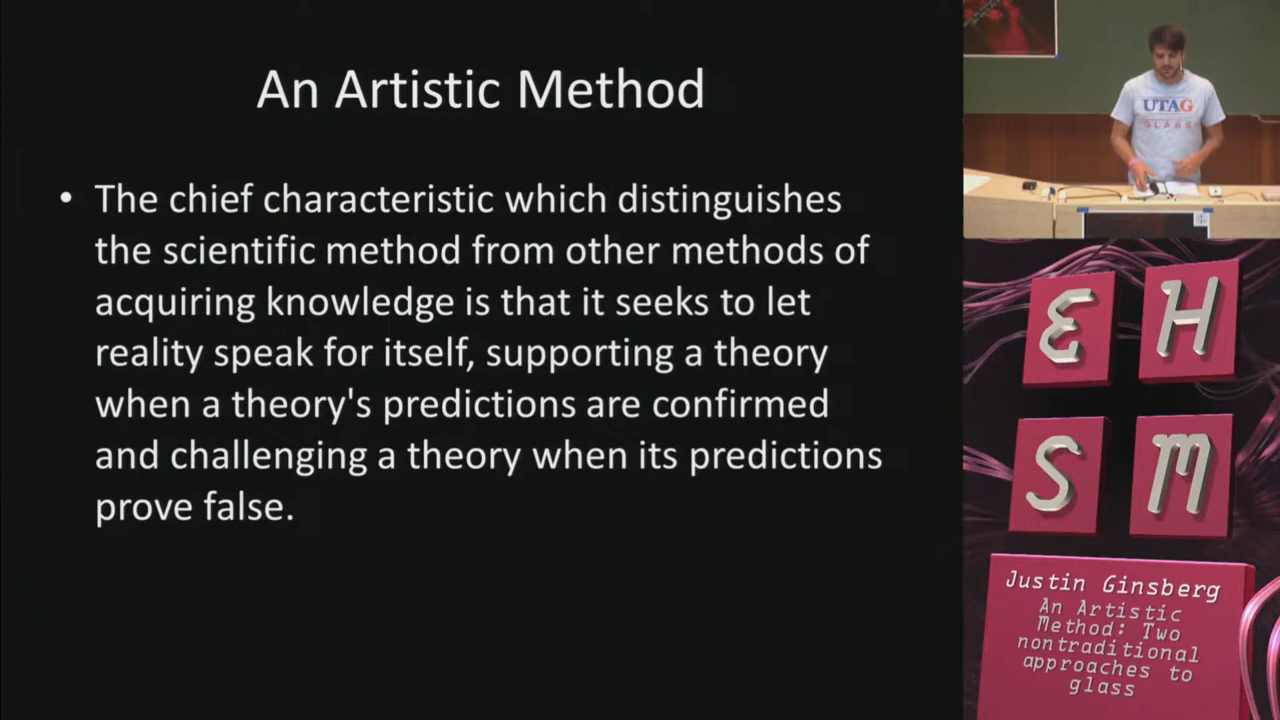 An Artistic Method
• The chief characteristic which distinguishes
the scientific method from other methods of
acquiring knowledge is that it seeks to let
reality speak for itself, supporting a theory
when a theory's predictions are confirmed
and challenging a theory when its predictions
prove false.
UTAG
GLASS
E H
S M
Justin Ginsberg
An Artistic
Method: Two
nontraditional
approaches to
glass